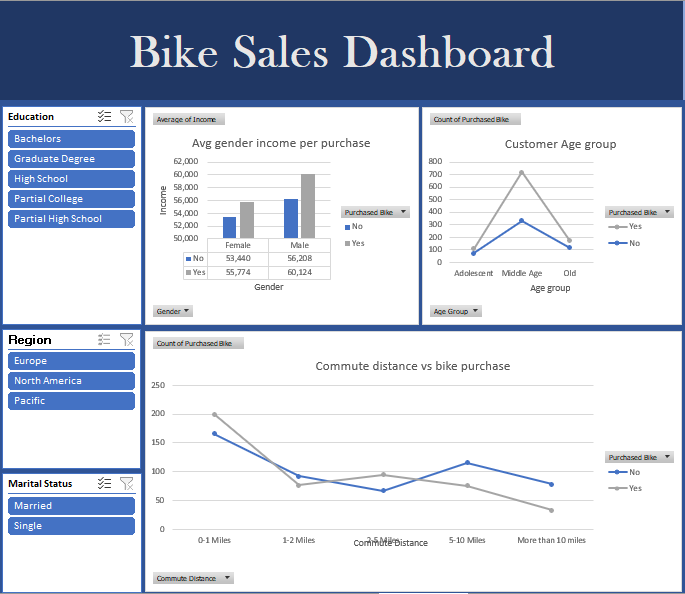 Bike Sales Dashboard
Education
Bachelors
Graduate Degree
High School
Partial College
Partial High School
Region
Europe
North America
Pacific
Marital Status
Married
Single
Average of Income
Avg gender income per purchase
62,000
60,000
58,000
56,000
54,000
52,000
50,000
Income
Female Male
No 53,440 56,208
Yes 55,774 60,124
Gender
Purchased Bike
No
Yes
Gender
Count of Purchased Bike
Customer Age group
800
700
600
500
400
300
200
100
0
Adolescent Middle Age Old
Age group
Purchased Bike
Yes
No
Age Group
Count of Purchased Bike
Commute distance vs bike purchase
250
200
150
100
50
0
0-1 Miles 1-2 Miles 2-5 Miles 5-10 Miles More than 10 miles
Commute Distance
Purchased Bike
No
Yes
Commute Distance